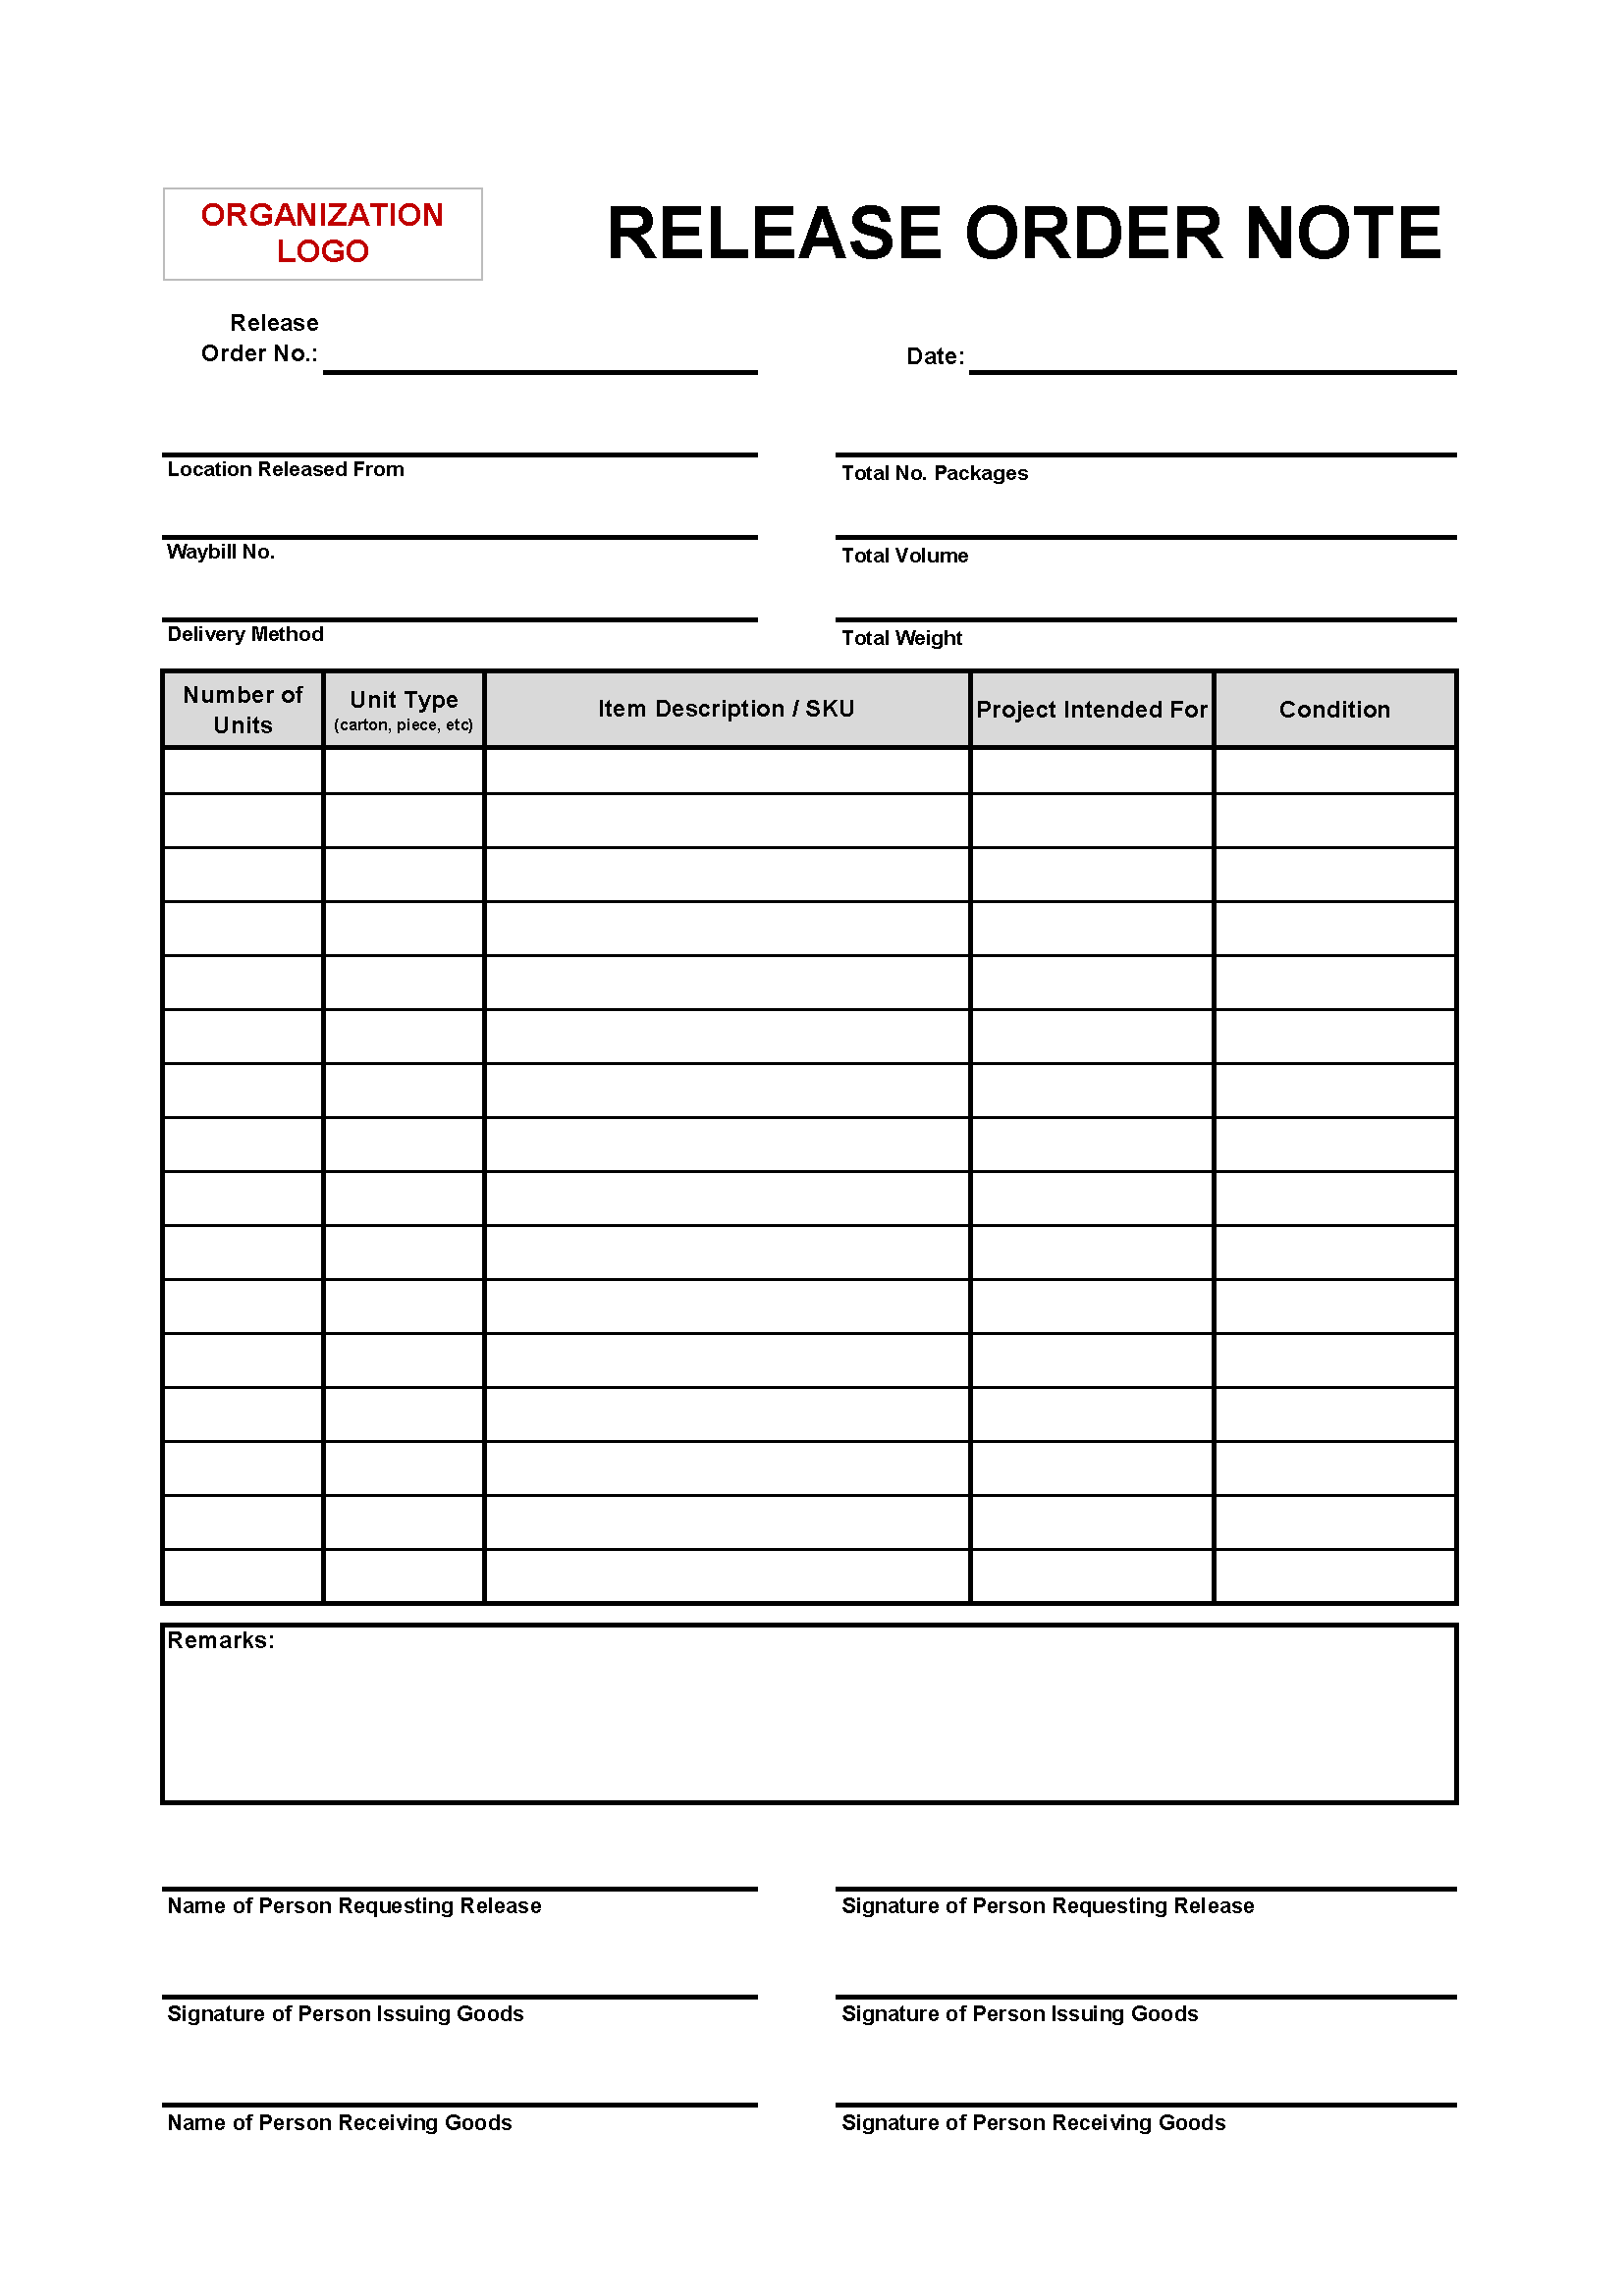 ORGANIZATION
LOGO
RELEASE ORDER NOTE
Release
Order No.:
Date:
Location Released From
Total No. Packages
Waybill No.
Total Volume
Delivery Method
Total Weight
Number of
Units
Unit Type
(carton, piece, etc)
Item Description / SKU
Project Intended For
Condition
Remarks:
Name of Person Requesting Release
Signature of Person Requesting Release
Signature of Person Issuing Goods
Signature of Person Issuing Goods
Name of Person Receiving Goods
Signature of Person Receiving Goods